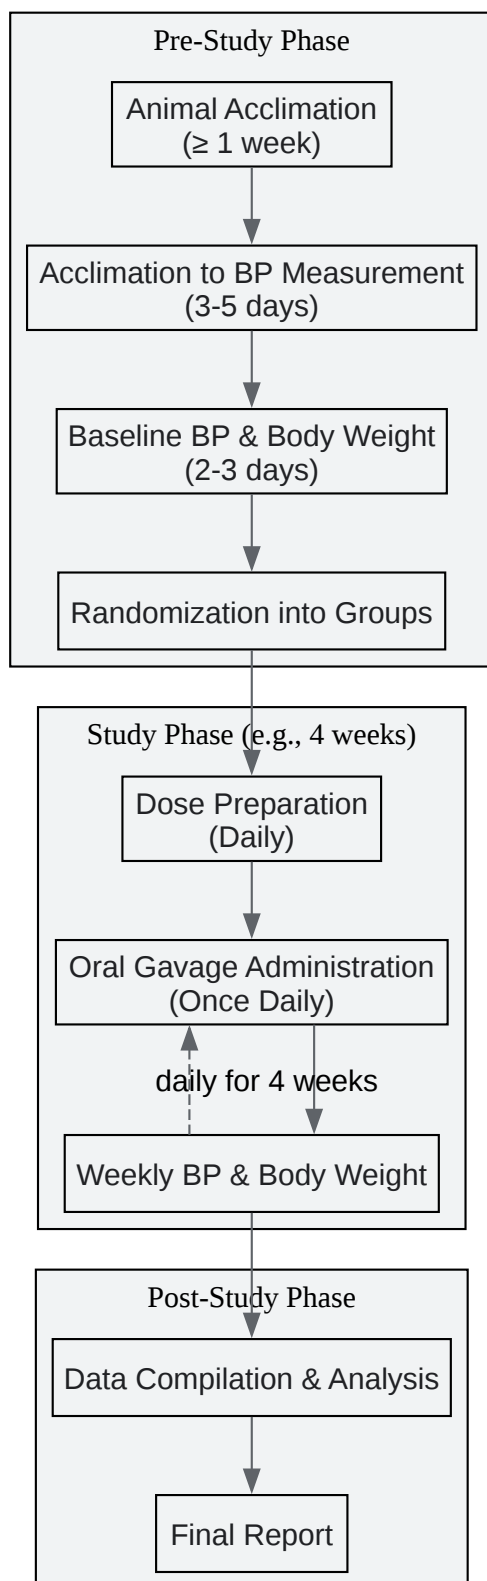 Pre-Study Phase
Animal Acclimation
(≥ 1 week)
Acclimation to BP Measurement
(3-5 days)
Baseline BP & Body Weight
(2-3 days)
Randomization into Groups
Study Phase (e.g., 4 weeks)
Dose Preparation
(Daily)
Oral Gavage Administration
(Once Daily)
daily for 4 weeks
Weekly BP & Body Weight
Post-Study Phase
Data Compilation & Analysis
Final Report